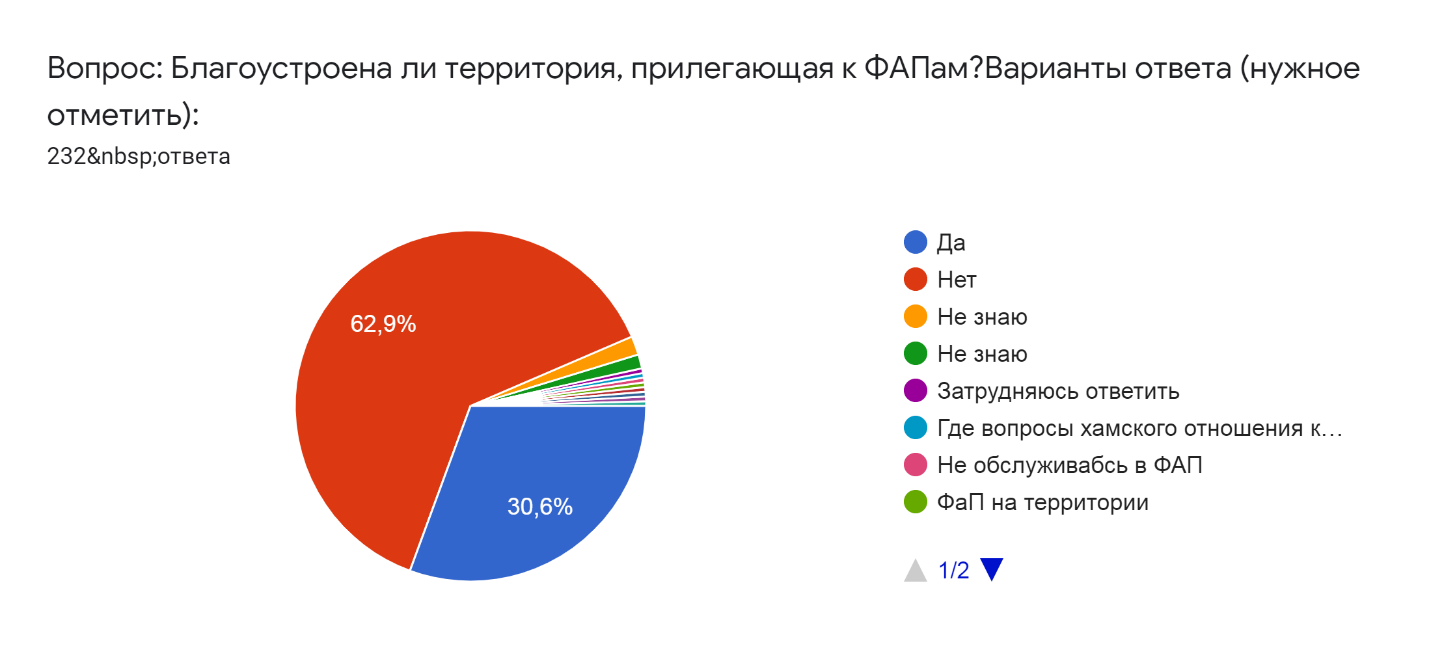 Вопрос: Благоустроена ли территория, прилегающая к ФАПам?Варианты ответа (нужное
отметить):
232&nbsp;ответа
62,9%
30,6%
Да
Нет
Не знаю
Не знаю
Затрудняюсь ответить
Где вопросы хамского отношения к…
Не обслуживабсь в ФАП
ФаП на территории
1/2